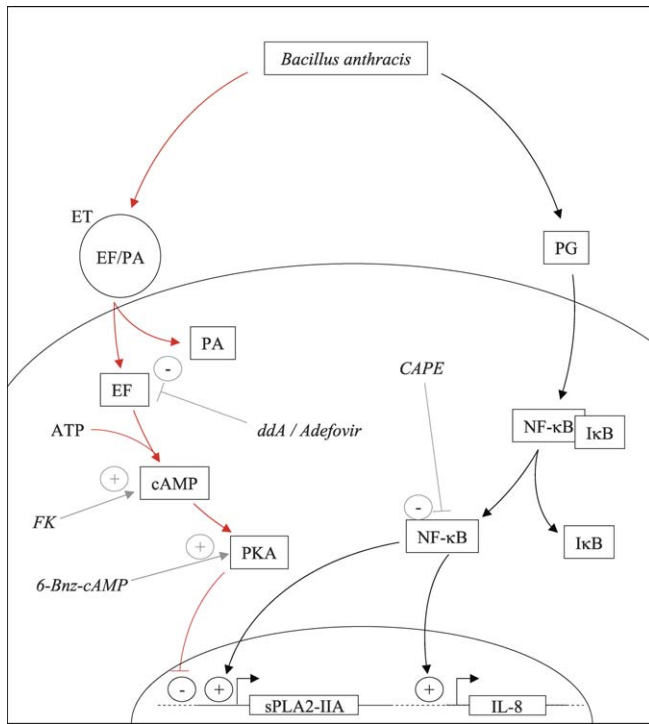 Bacillus anthracis
ET
EF/PA
PG
PA
-
CAPE
EF
NF-κB
IκB
ATP
ddA / Adefovir
+
cAMP
-
FK
+
NF-κB
IκB
PKA
6-Bnz-cAMP
-
+
+
sPLA2-IIA
IL-8